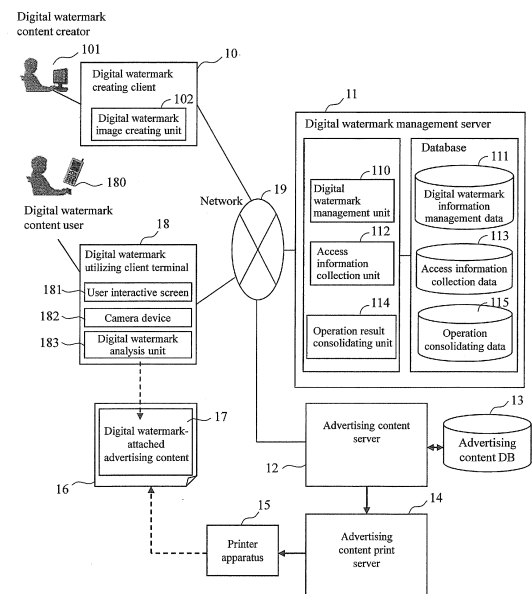 Digital watermark
content creator
101
10
Digital watermark
creating client
102
Digital watermark
image creating unit
180
Digital watermark
content user
18
Digital watermark
utilizing client terminal
181
User interactive screen
182
Camera device
183
Digital watermark
analysis unit
Network
19
11
Digital watermark management server
110
Digital
watermark
management unit
112
Access
information
collection unit
114
Operation result
consolidating unit
Database
111
Digital watermark
information
management data
113
Access information
collection data
115
Operation
consolidating data
17
Digital watermark-
attached
advertising content
16
Advertising content
server
12
13
Advertising
content DB
14
Advertising
content print
server
15
Printer
apparatus